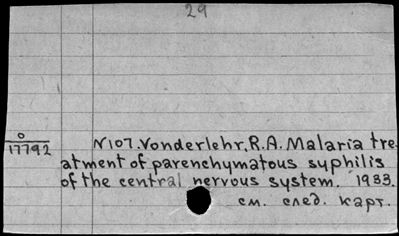 29
0
17792
N107. Vonderlehr, R.A. Malaria tre-
atment of parenchymatous syphilis
of the central nervous system. 1933.
см. след. карт.